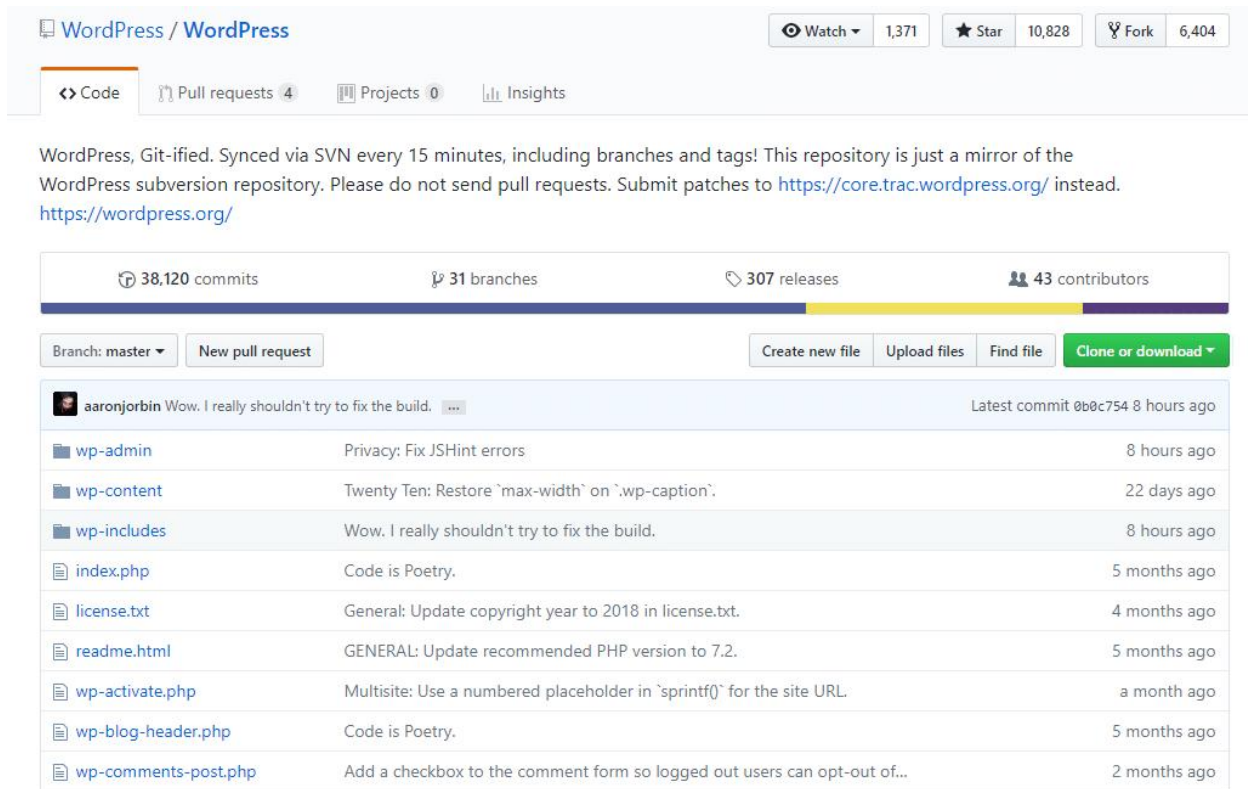 WordPress / WordPress
Watch 1,371 Star 10,828 Fork 6,404
Code Pull requests 4 Projects 0 Insights
WordPress, Git-ified. Synced via SVN every 15 minutes, including branches and tags! This repository is just a mirror of the
WordPress subversion repository. Please do not send pull requests. Submit patches to https://core.trac.wordpress.org/ instead.
https://wordpress.org/
38,120 commits 31 branches 307 releases 43 contributors
Branch: master New pull request Create new file Upload files Find file Clone or download
aaronjorbin Wow. I really shouldn't try to fix the build. ... Latest commit 0b0c754 8 hours ago
wp-admin Privacy: Fix JSHint errors 8 hours ago
wp-content Twenty Ten: Restore `max-width` on `.wp-caption`. 22 days ago
wp-includes Wow. I really shouldn't try to fix the build. 8 hours ago
index.php Code is Poetry. 5 months ago
license.txt General: Update copyright year to 2018 in license.txt. 4 months ago
readme.html GENERAL: Update recommended PHP version to 7.2. 5 months ago
wp-activate.php Multisite: Use a numbered placeholder in `sprintf()` for the site URL. a month ago
wp-blog-header.php Code is Poetry. 5 months ago
wp-comments-post.php Add a checkbox to the comment form so logged out users can opt-out of... 2 months ago